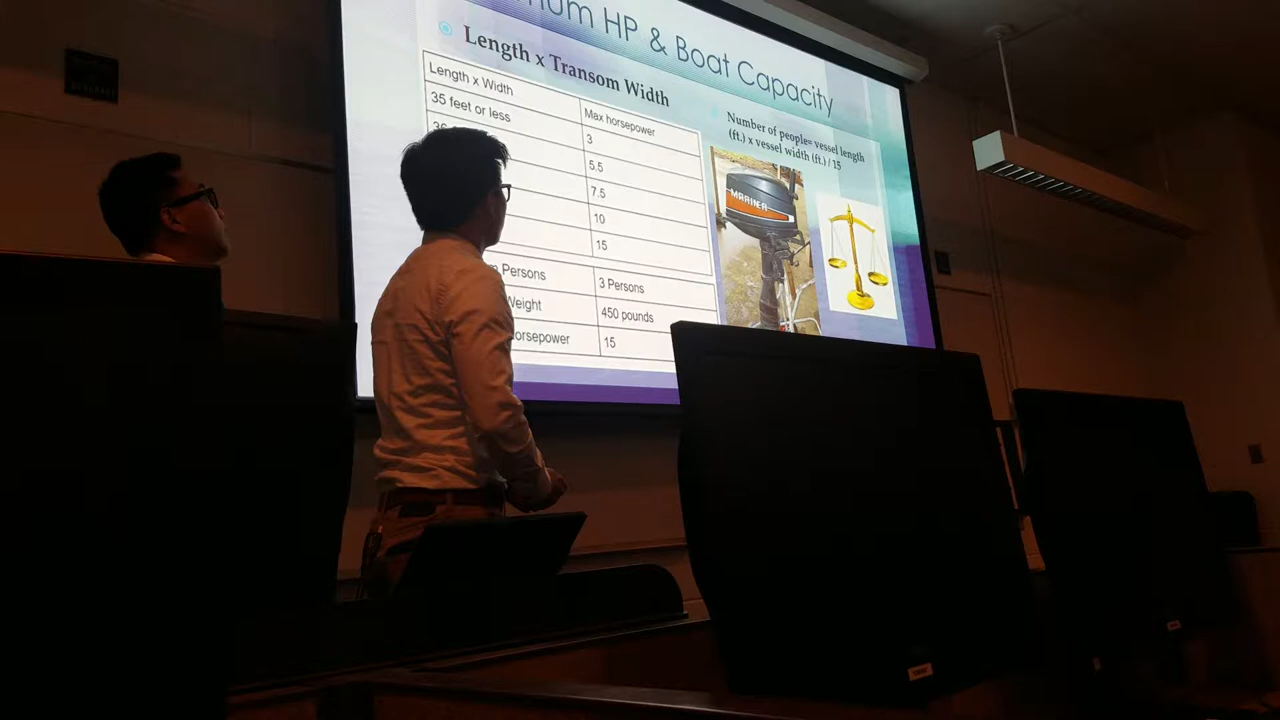 mum HP & Boat Capacity
Length x Transom Width
Length x Width
Max horsepower
35 feet or less
3
5.5
7.5
10
15
Persons
3 Persons
Weight
450 pounds
orsepower
15
Number of people= vessel length
(ft.) x vessel width (ft.) / 15
MARINER